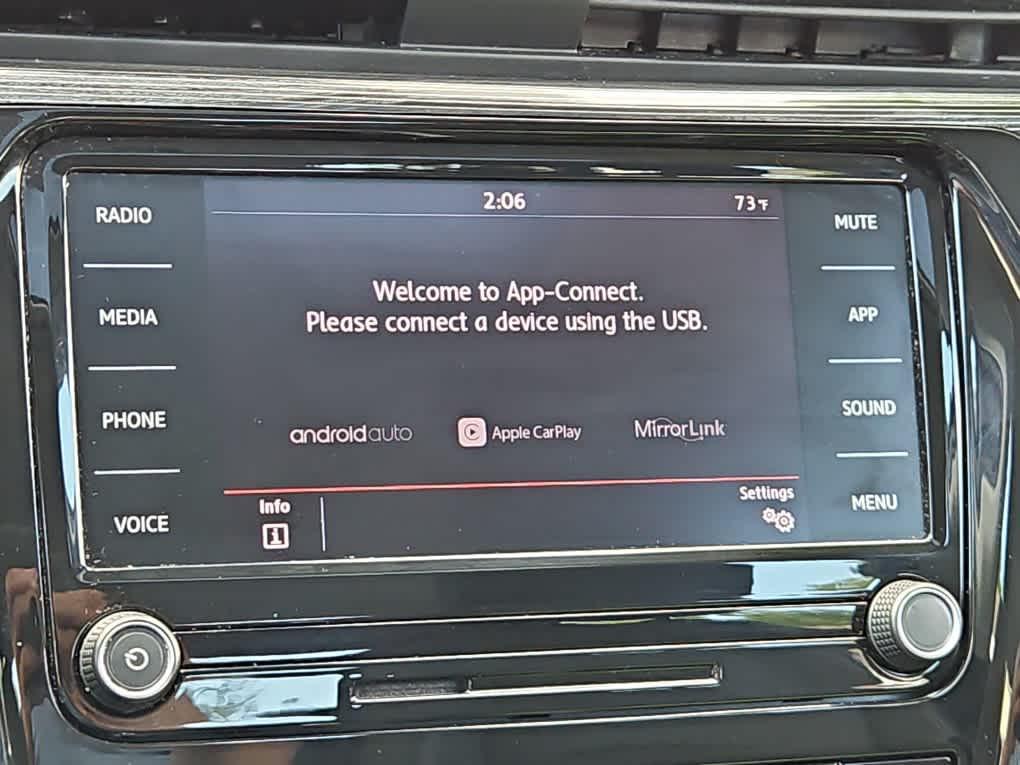 2:06
73°F
RADIO
MEDIA
PHONE
VOICE
Welcome to App-Connect.
Please connect a device using the USB.
androidauto
Apple CarPlay
MirrorLink
Info
i
Settings
MUTE
APP
SOUND
MENU